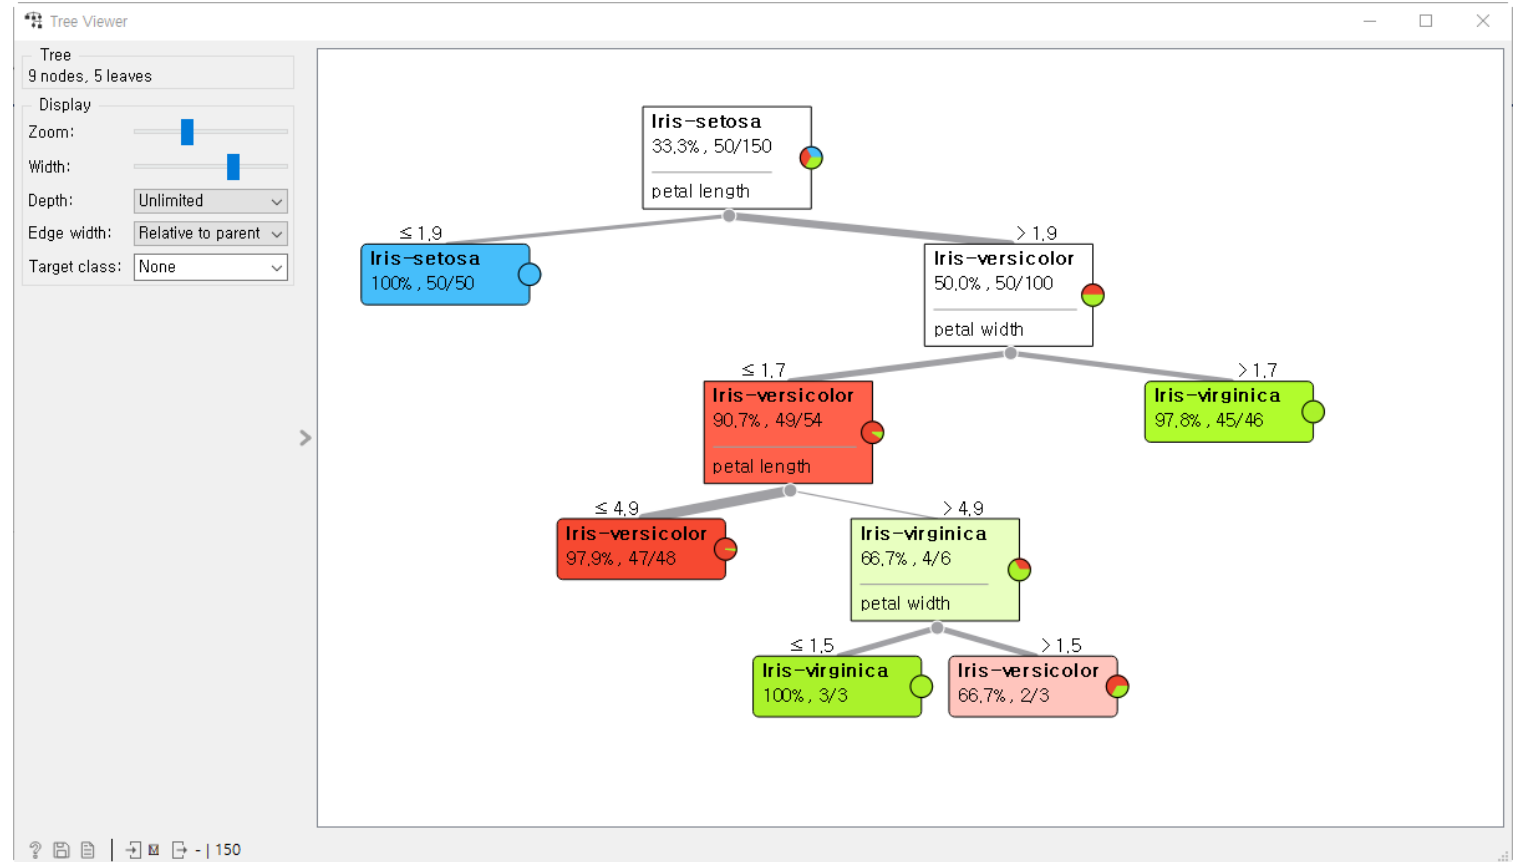 Tree Viewer
Tree
9 nodes, 5 leaves
Display
Zoom:
Width:
Depth: Unlimited
Edge width: Relative to parent
Target class: None
Iris-setosa
33,3% , 50/150
petal length
≤ 1,9
> 1,9
Iris-setosa
100% , 50/50
Iris-versicolor
50,0% , 50/100
petal width
≤ 1,7
> 1,7
Iris-versicolor
90,7% , 49/54
petal length
Iris-virginica
97,8% , 45/46
≤ 4,9
> 4,9
Iris-versicolor
97,9% , 47/48
Iris-virginica
66,7% , 4/6
petal width
≤ 1,5
> 1,5
Iris-virginica
100% , 3/3
Iris-versicolor
66,7% , 2/3
? M - | 150